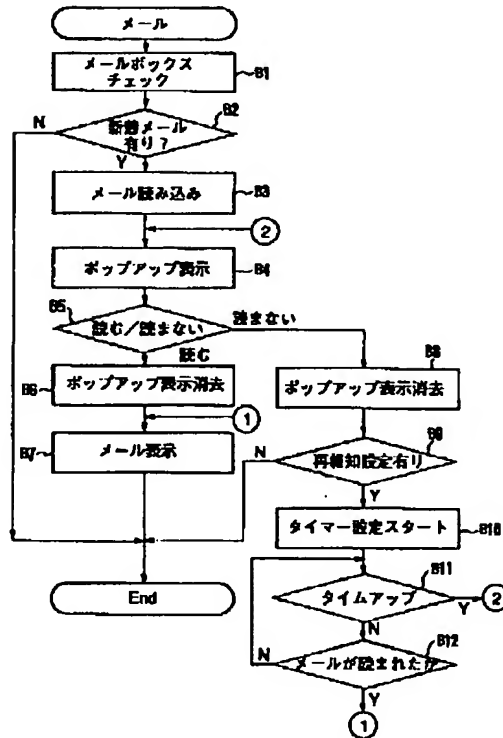 メール
メールボックス
チェック
B1
B2
N
新着メール
有り?
Y
メール読み込み
B3
2
ポップアップ表示
B4
B5
読む/読まない
読まない
読む
B6
ポップアップ表示消去
B8
ポップアップ表示消去
1
B7
メール表示
B9
N
再報知設定有り
Y
タイマー設定スタート
B10
End
B11
タイムアップ
Y
2
N
B12
N
メールが読まれたか
Y
1